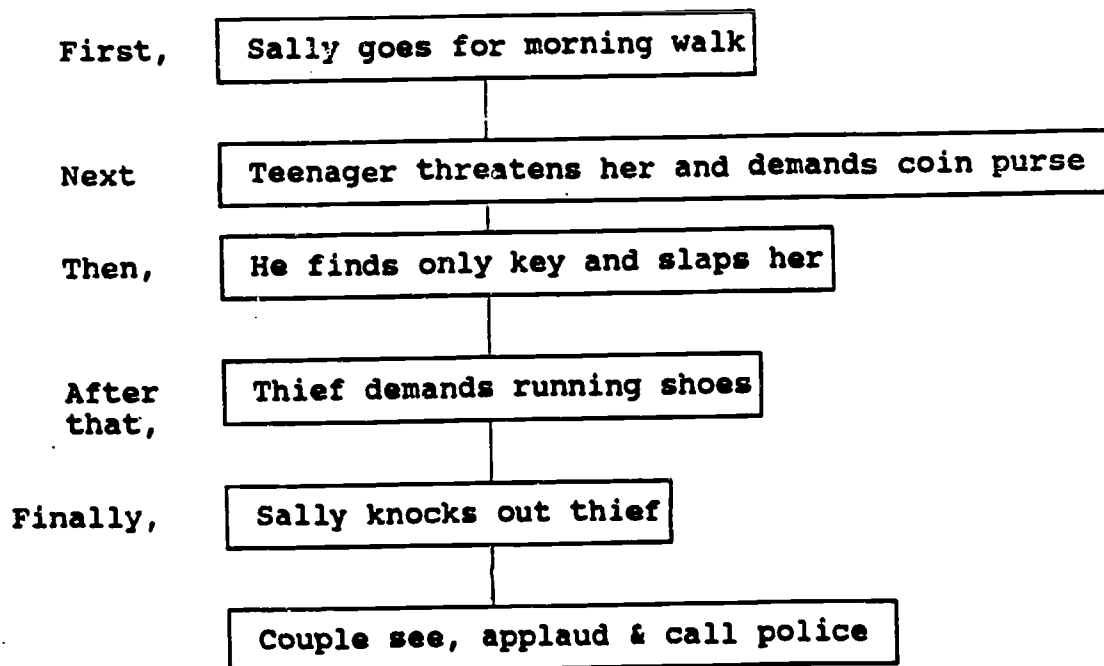 First, Sally goes for morning walk
Next Teenager threatens her and demands coin purse
Then, He finds only key and slaps her
After
that, Thief demands running shoes
Finally, Sally knocks out thief
Couple see, applaud & call police